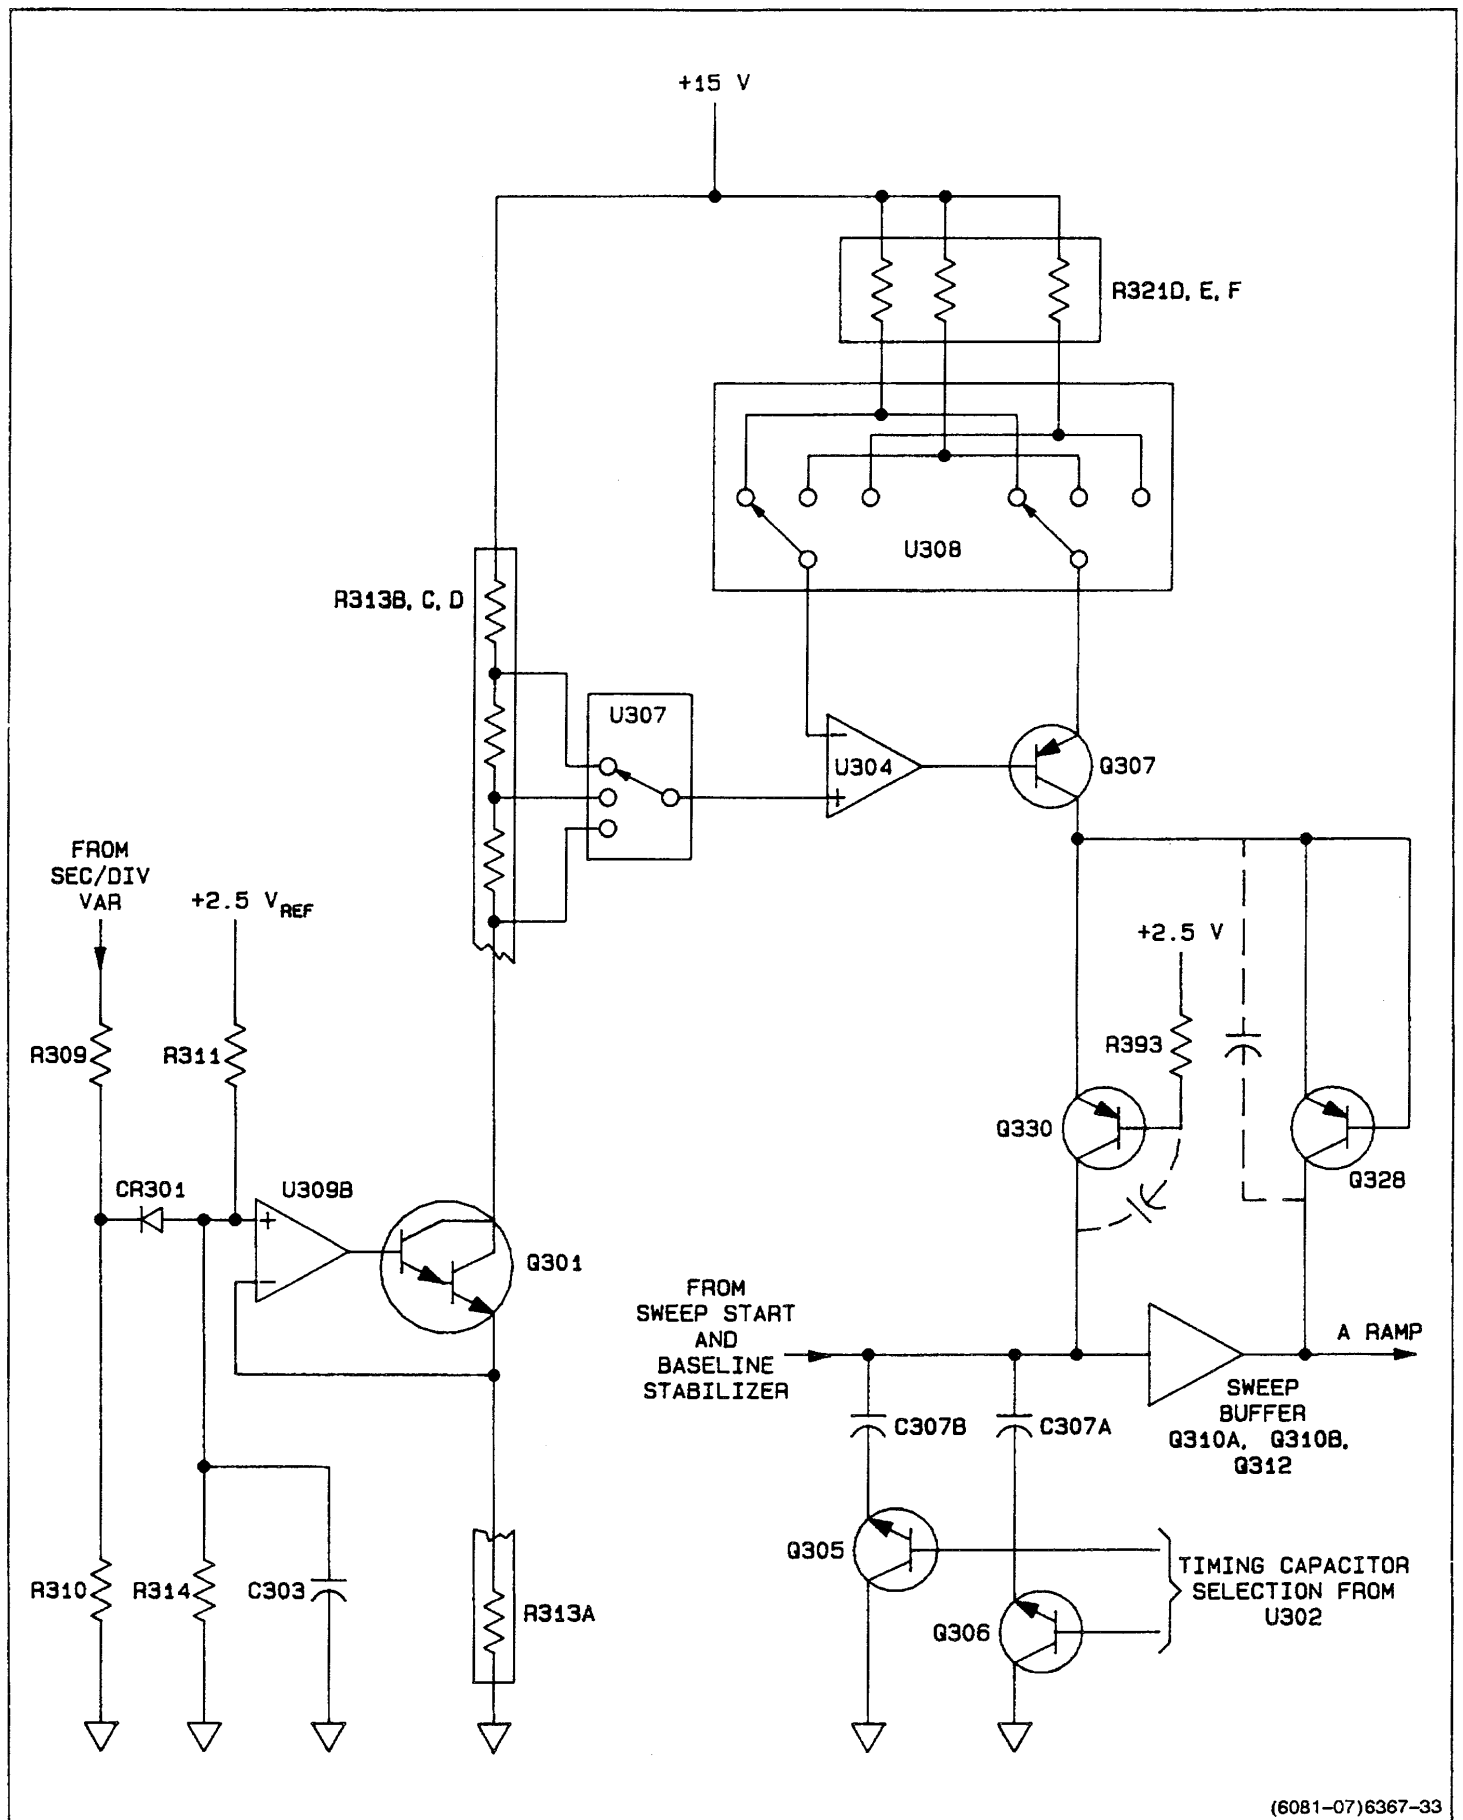 +15 V
R321D, E, F
U308
R313B, C, D
U307
U304
Q307
FROM
SEC/DIV
VAR
+2.5 VREF
+2.5 V
R309
R311
R393
Q330
Q328
CR301
U309B
Q301
FROM
SWEEP START
AND
BASELINE
STABILIZER
A RAMP
SWEEP
BUFFER
Q310A, Q310B,
Q312
C307B
C307A
Q305
Q306
TIMING CAPACITOR
SELECTION FROM
U302
R310
R314
C303
R313A
(6081-07)6367-33